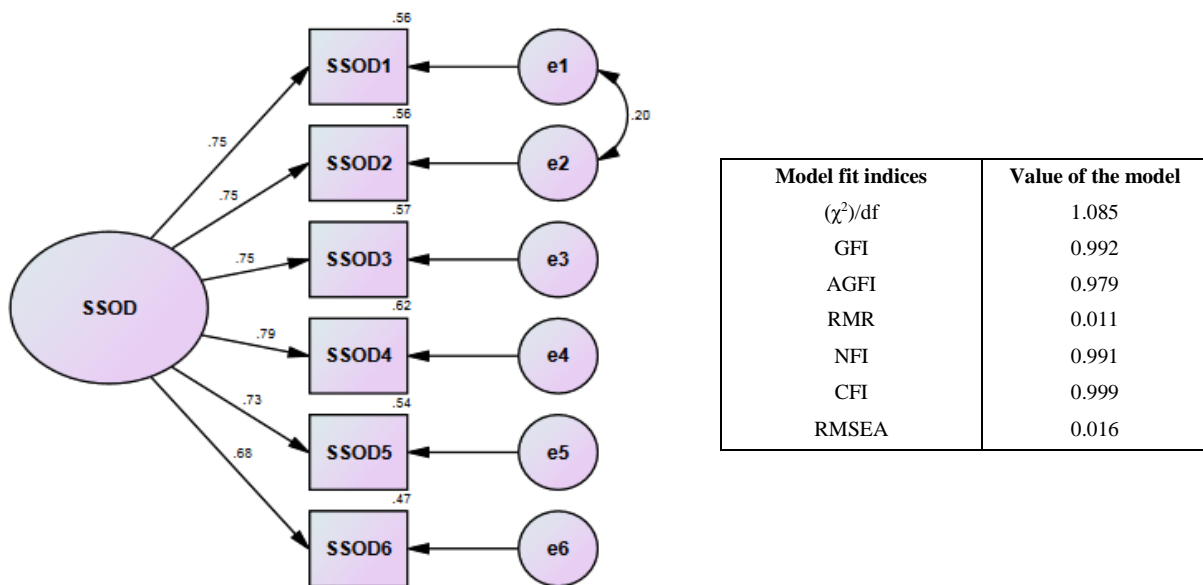 .56
SSOD1
e1
.75
.56
.20
SSOD2
e2
.75
.57
SSOD3
e3
.75
.62
SSOD
SSOD4
e4
.79
.54
SSOD5
e5
.73
.47
SSOD6
e6
.68
Model fit indices Value of the model
(χ²)/df 1.085
GFI 0.992
AGFI 0.979
RMR 0.011
NFI 0.991
CFI 0.999
RMSEA 0.016